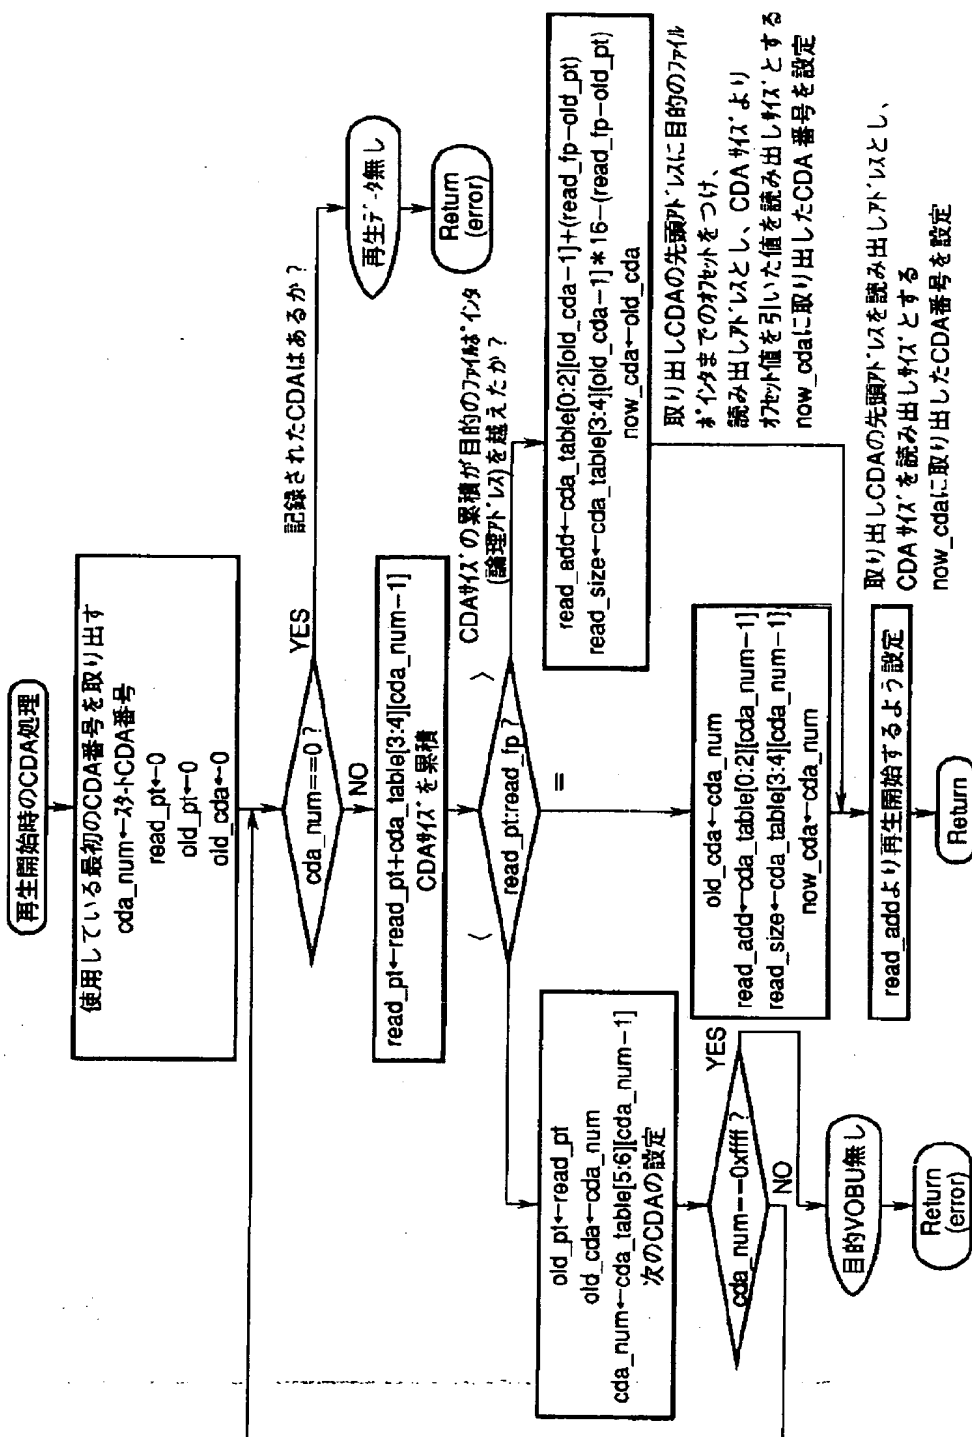 再生開始時のCDA処理
使用している最初のCDA番号を取り出す
cda_num←スタートCDA番号
read_pt←0
old_pt←0
old_cda←0
cda_num==0?
YES
NO
記録されたCDAはあるか?
再生データ無し
Return
(error)
read_pt←read_pt+cda_table[3:4][cda_num−1]
CDAサイズを累積
read_pt:read_fp?
<
=
>
CDAサイズの累積が目的のファイルポインタ
(論理アドレス)を越えたか?
read_add←cda_table[0:2][old_cda−1]+(read_fp−old_pt)
read_size←cda_table[3:4][old_cda−1]*16−(read_fp−old_pt)
now_cda←old_cda
取り出しCDAの先頭アドレスに目的のファイル
ポインタまでのオフセットをつけ、
読み出しアドレスとし、CDAサイズより
オフセット値を引いた値を読み出しサイズとする
now_cdaに取り出したCDA番号を設定
old_cda←cda_num
read_add←cda_table[0:2][cda_num−1]
read_size←cda_table[3:4][cda_num−1]
now_cda←cda_num
取り出しCDAの先頭アドレスを読み出しアドレスとし、
CDAサイズを読み出しサイズとする
now_cdaに取り出したCDA番号を設定
read_addより再生開始するよう設定
Return
old_pt←read_pt
old_cda←cda_num
cda_num←cda_table[5:6][cda_num−1]
次のCDAの設定
cda_num==0xffff?
YES
NO
目的VOBU無し
Return
(error)